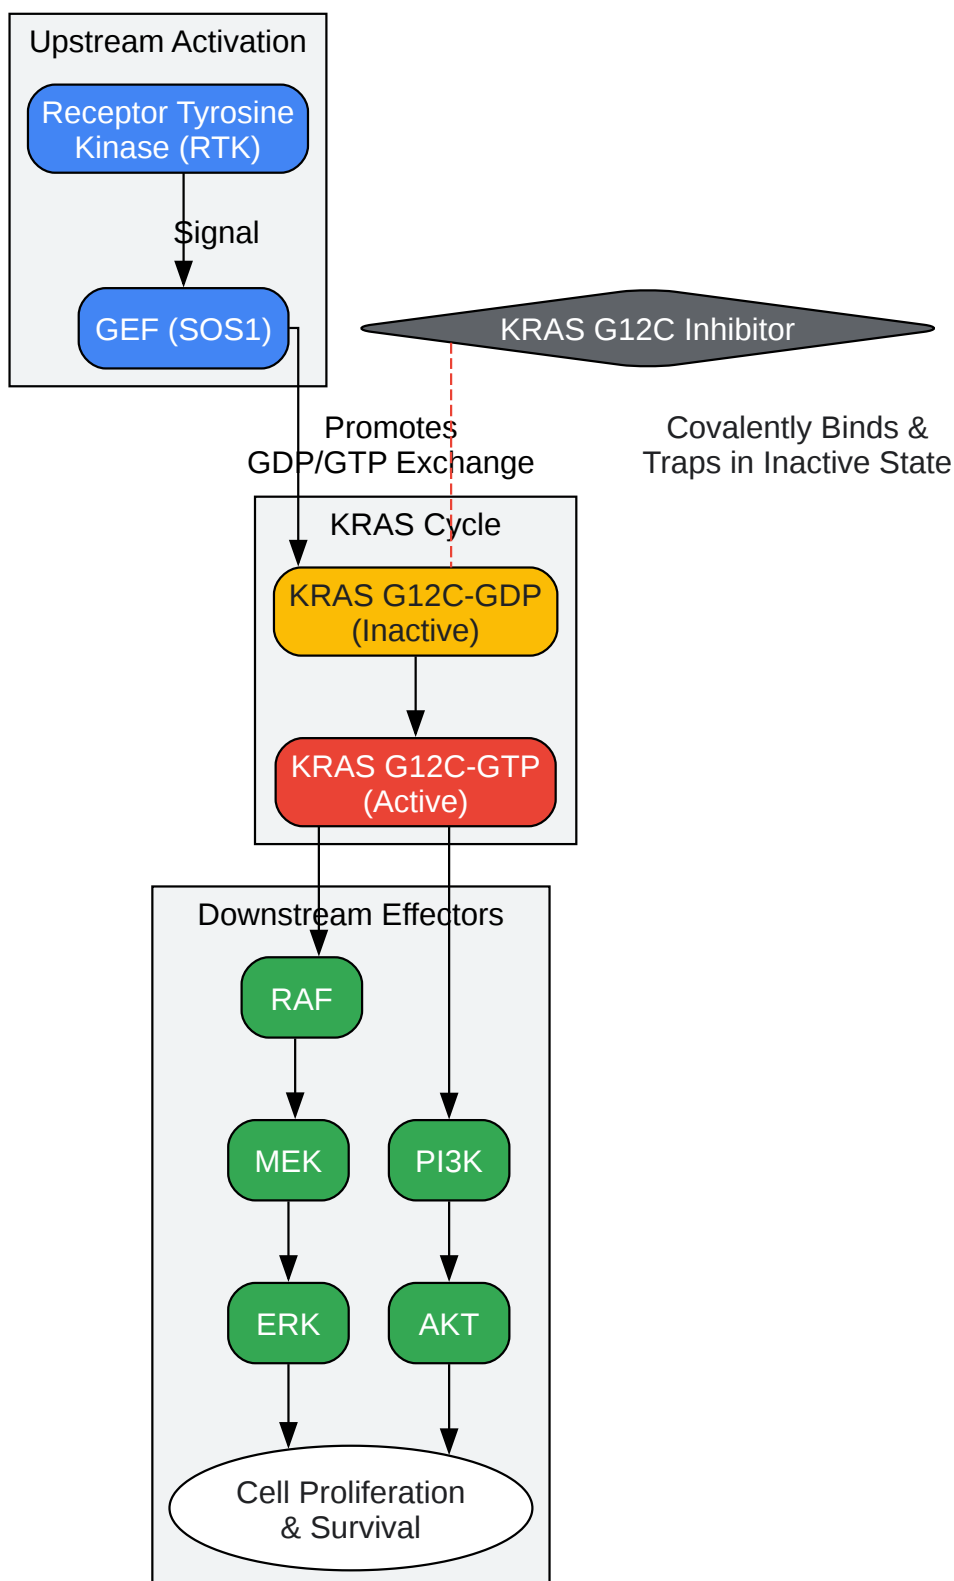 Upstream Activation
Receptor Tyrosine
Kinase (RTK)
Signal
GEF (SOS1)
KRAS G12C Inhibitor
Promotes
GDP/GTP Exchange
Covalently Binds &
Traps in Inactive State
KRAS Cycle
KRAS G12C-GDP
(Inactive)
KRAS G12C-GTP
(Active)
Downstream Effectors
RAF
MEK
PI3K
ERK
AKT
Cell Proliferation
& Survival